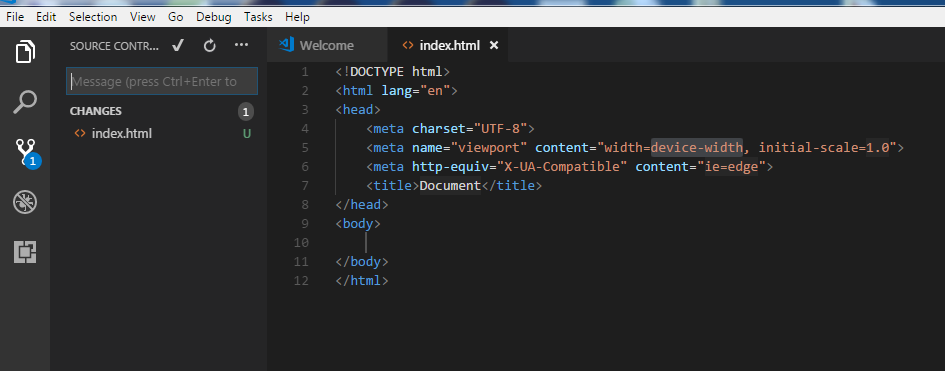 File Edit Selection View Go Debug Tasks Help
SOURCE CONTR...
Message (press Ctrl+Enter to
CHANGES 1
index.html U
1
Welcome
index.html
1 <!DOCTYPE html>
2 <html lang="en">
3 <head>
4 <meta charset="UTF-8">
5 <meta name="viewport" content="width=device-width, initial-scale=1.0">
6 <meta http-equiv="X-UA-Compatible" content="ie=edge">
7 <title>Document</title>
8 </head>
9 <body>
10
11 </body>
12 </html>